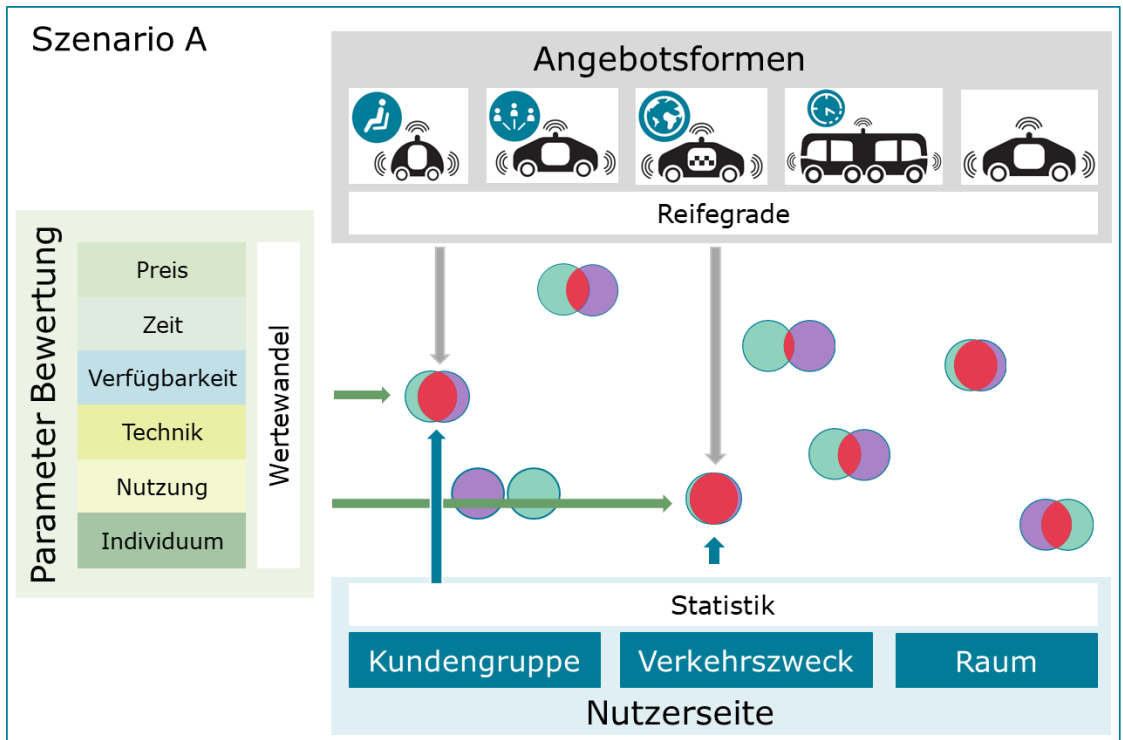 Szenario A
Angebotsformen
Reifegrade
Parameter Bewertung
Preis
Zeit
Verfügbarkeit
Technik
Nutzung
Individuum
Wertewandel
Statistik
Kundengruppe
Verkehrszweck
Raum
Nutzerseite